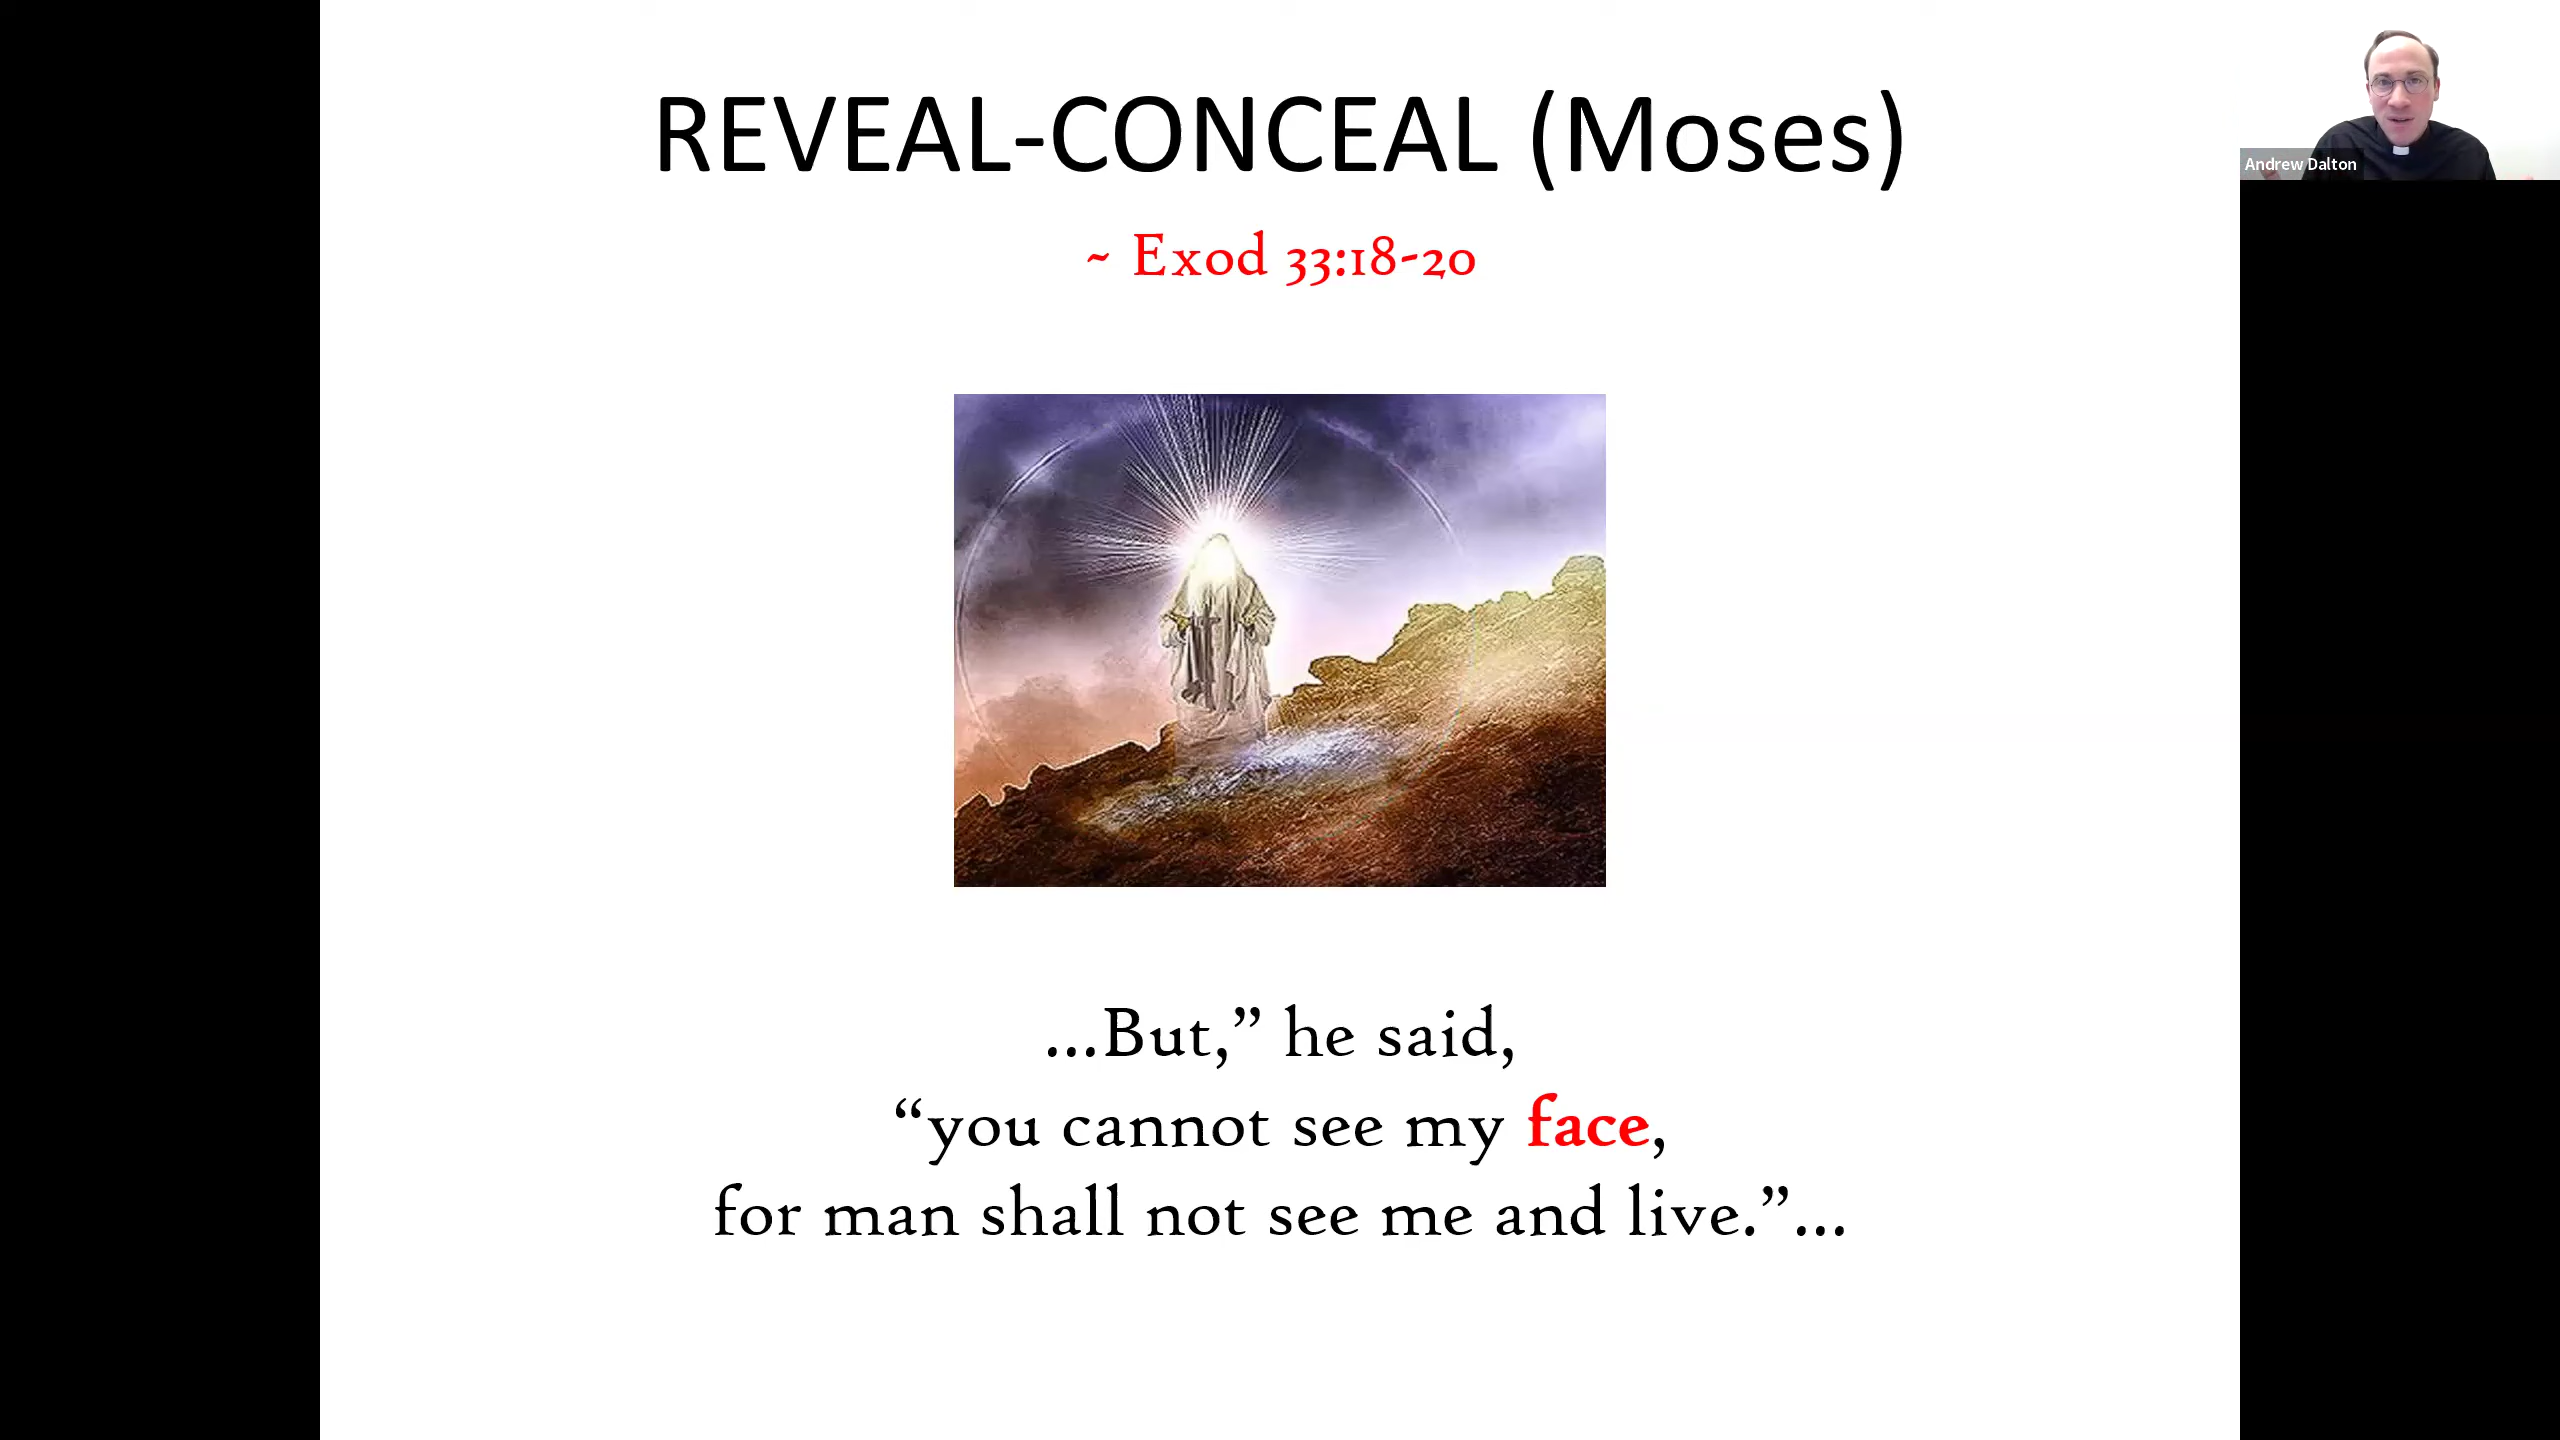 REVEAL-CONCEAL (Moses)
~ Exod 33:18-20
Andrew Dalton
...But,” he said,
“you cannot see my face,
for man shall not see me and live.”...